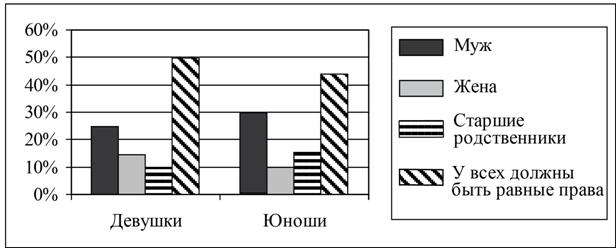 60%
50%
40%
30%
20%
10%
0%
Девушки
Юноши
Муж
Жена
Старшие
родственники
У всех должны
быть равные права